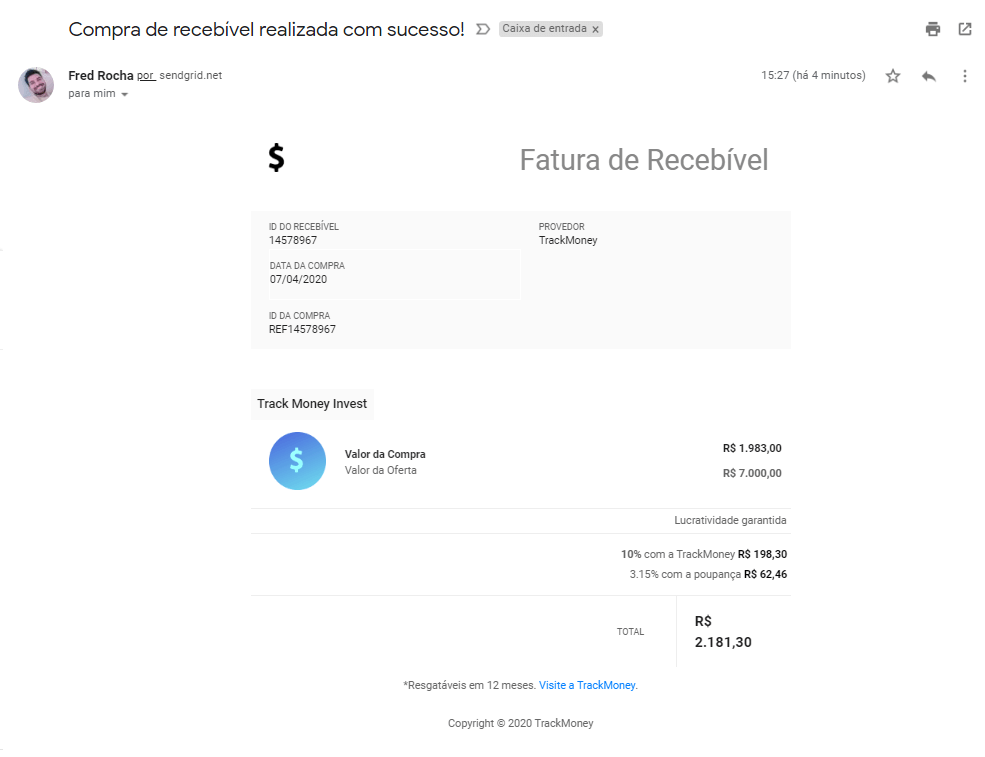 Compra de recebível realizada com sucesso! Caixa de entrada x
Fred Rocha por sendgrid.net
15:27 (há 4 minutos)
para mim
$
Fatura de Recebível
ID DO RECEBÍVEL
14578967
PROVEDOR
TrackMoney
DATA DA COMPRA
07/04/2020
ID DA COMPRA
REF14578967
Track Money Invest
$
Valor da Compra R$ 1.983,00
Valor da Oferta R$ 7.000,00
Lucratividade garantida
10% com a TrackMoney R$ 198,30
3.15% com a poupança R$ 62,46
TOTAL
R$
2.181,30
*Resgatáveis em 12 meses. Visite a TrackMoney.
Copyright © 2020 TrackMoney